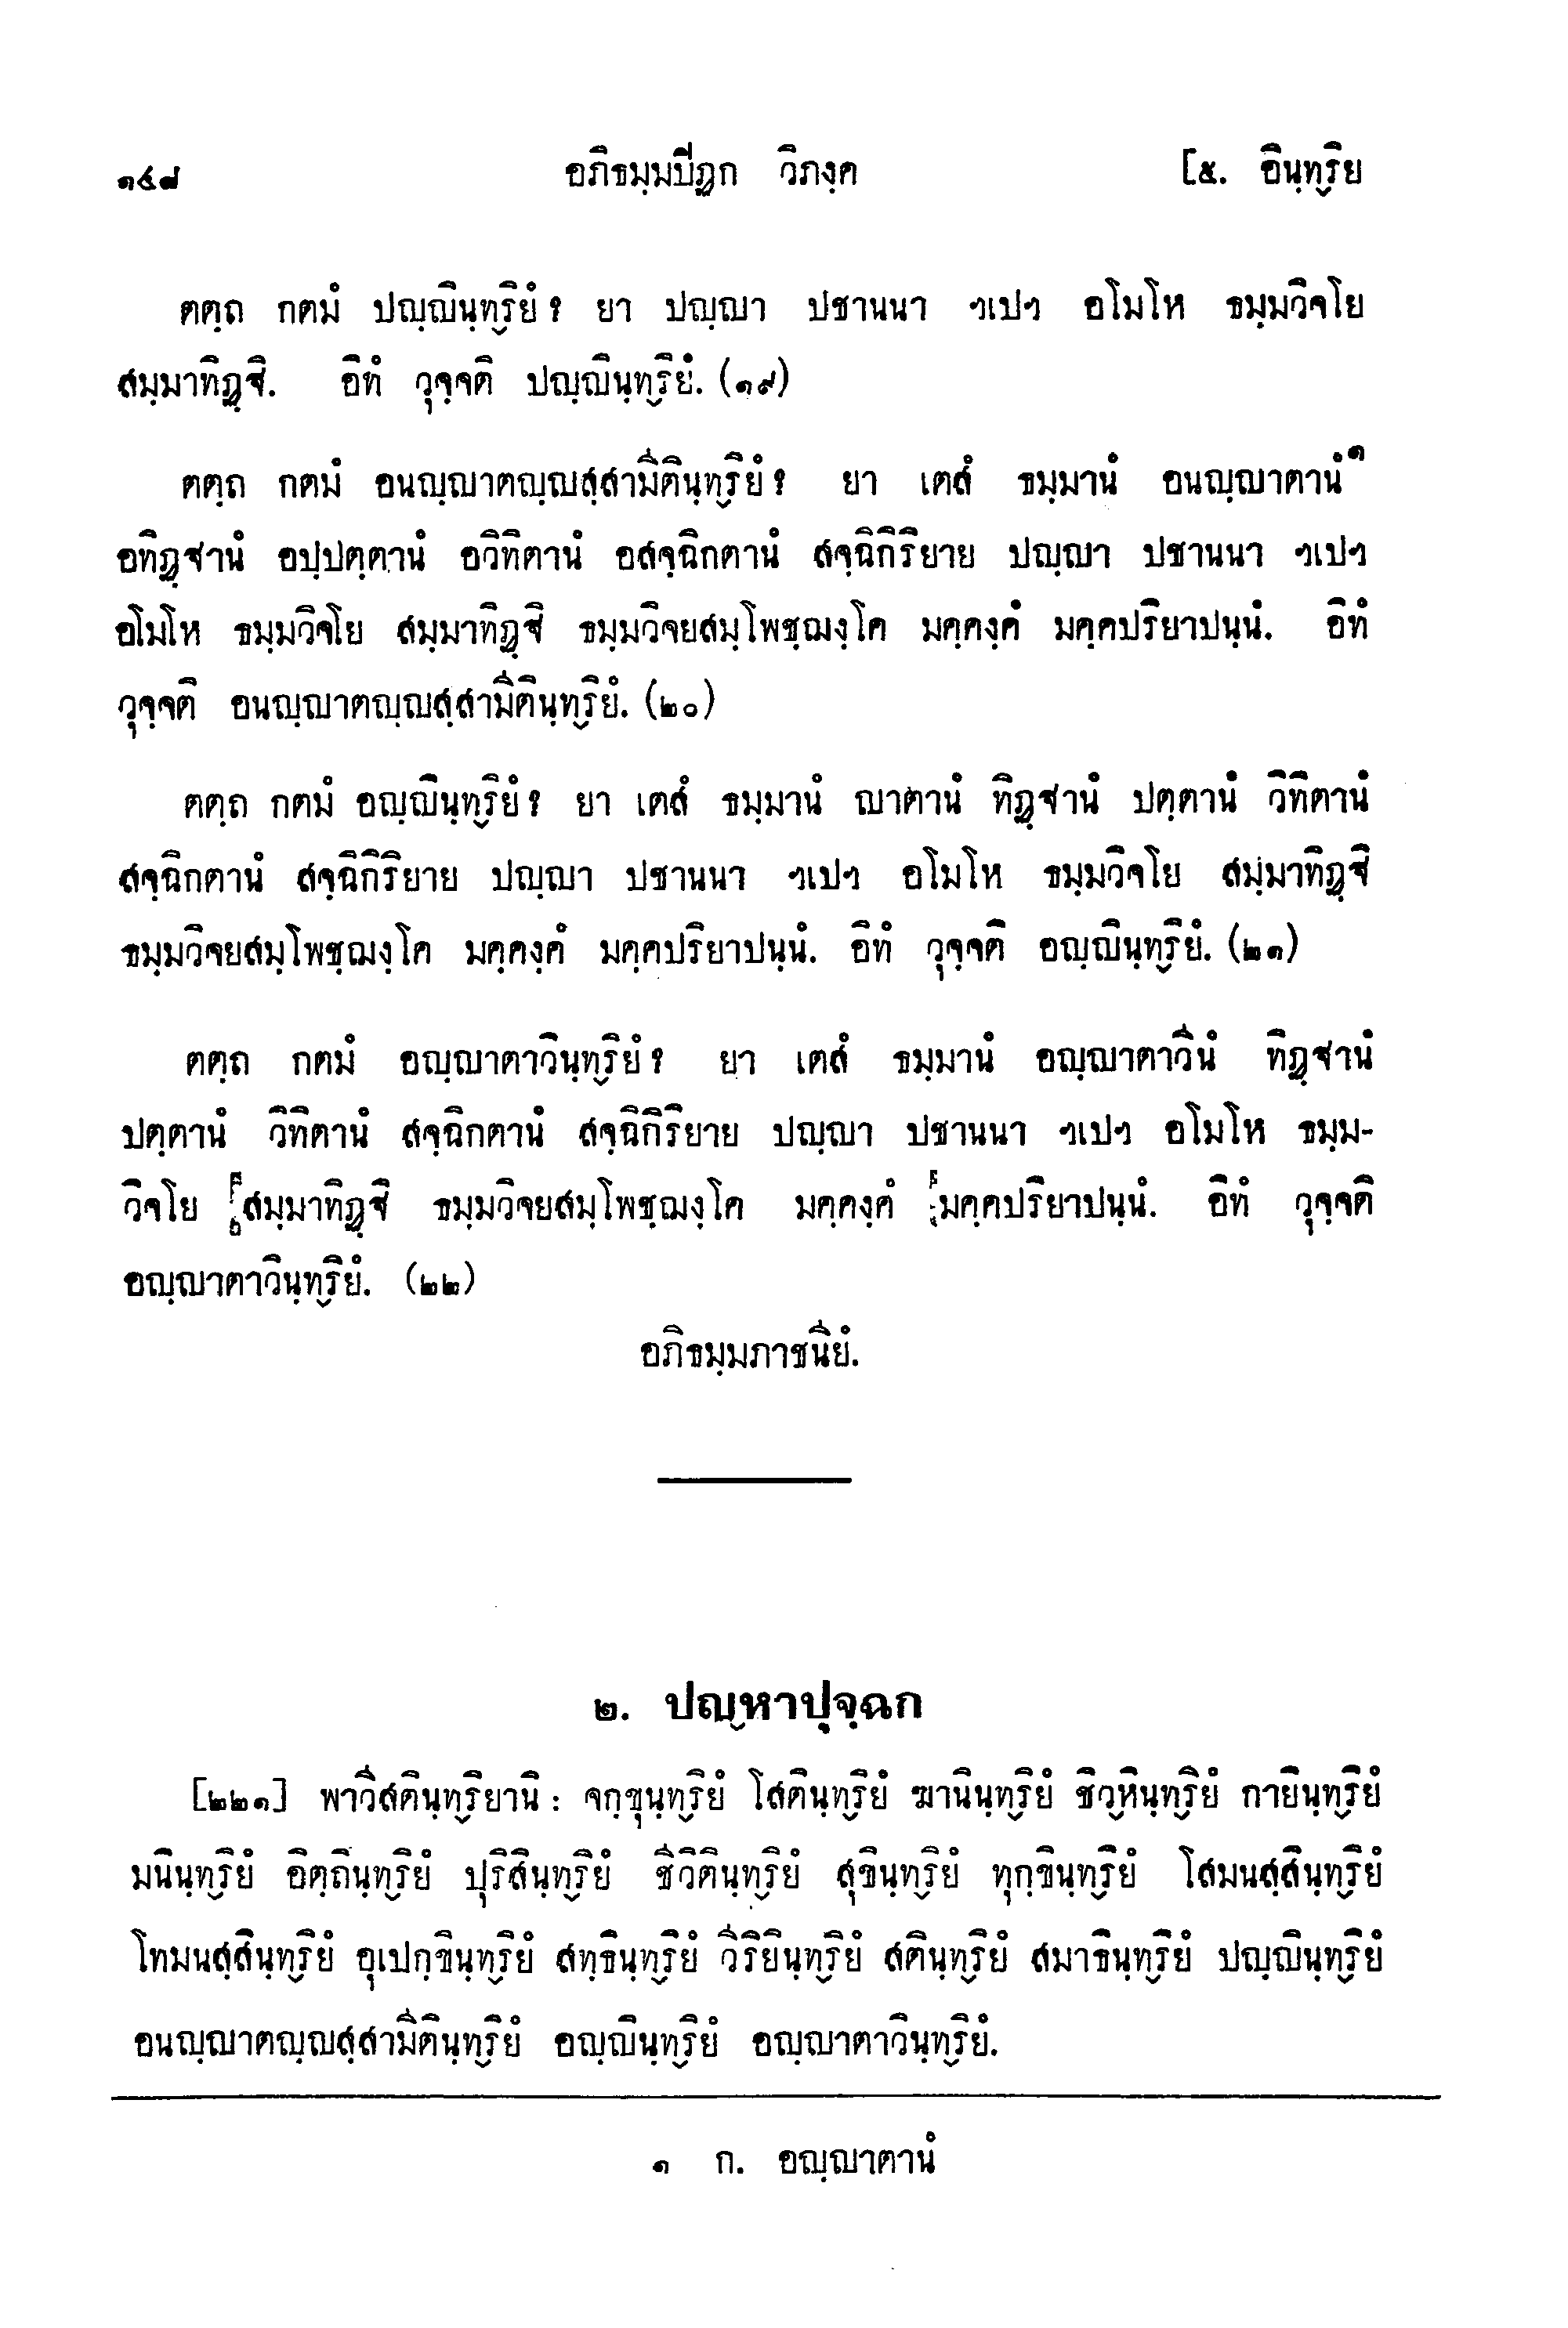 ๑๔๘ อภิธมฺมปีฏก วิภงฺค [๕. อินฺทฺริย
ตตฺถ กตมํ ปญฺญินฺทฺริยํ? ยา ปญฺญา ปชานนา ฯเปฯ อโมโห ธมฺมวิจโย
สมฺมาทิฏฺฐิ. อิทํ วุจฺจติ ปญฺญินฺทฺริยํ. (๑๙)
ตตฺถ กตมํ อนญฺญาตญฺญสฺสามีตินฺทฺริยํ? ยา เตสํ ธมฺมานํ อนญฺญาตานํ๑
อทิฏฺฐานํ อปฺปตฺตานํ อวิทิตานํ อสจฺฉิกตานํ สจฺฉิกิริยาย ปญฺญา ปชานนา ฯเปฯ
อโมโห ธมฺมวิจโย สมฺมาทิฏฺฐิ ธมฺมวิจยสมฺโพชฺฌงฺโค มคฺคงฺคํ มคฺคปริยาปนฺนํ. อิทํ
วุจฺจติ อนญฺญาตญฺญสฺสามีตินฺทฺริยํ. (๒๐)
ตตฺถ กตมํ อญฺญินฺทฺริยํ? ยา เตสํ ธมฺมานํ ญาตานํ ทิฏฺฐานํ ปตฺตานํ วิทิตานํ
สจฺฉิกตานํ สจฺฉิกิริยาย ปญฺญา ปชานนา ฯเปฯ อโมโห ธมฺมวิจโย สมฺมาทิฏฺฐิ
ธมฺมวิจยสมฺโพชฺฌงฺโค มคฺคงฺคํ มคฺคปริยาปนฺนํ. อิทํ วุจฺจติ อญฺญินฺทฺริยํ. (๒๑)
ตตฺถ กตมํ อญฺญาตาวินฺทฺริยํ? ยา เตสํ ธมฺมานํ อญฺญาตาวีนํ ทิฏฺฐานํ
ปตฺตานํ วิทิตานํ สจฺฉิกตานํ สจฺฉิกิริยาย ปญฺญา ปชานนา ฯเปฯ อโมโห ธมฺม-
วิจโย สมฺมาทิฏฺฐิ ธมฺมวิจยสมฺโพชฺฌงฺโค มคฺคงฺคํ มคฺคปริยาปนฺนํ. อิทํ วุจฺจติ
อญฺญาตาวินฺทฺริยํ. (๒๒)
อภิธมฺมภาชนียํ.
๒. ปญฺหาปุจฺฉก
[๒๒๑] พาวีสตินฺทฺริยานิ: จกฺขุนฺทฺริยํ โสตินฺทฺริยํ ฆานินฺทฺริยํ ชิวฺหินฺทฺริยํ กายินฺทฺริยํ
มนินฺทฺริยํ อิตฺถินฺทฺริยํ ปุริสินฺทฺริยํ ชีวิตินฺทฺริยํ สุขินฺทฺริยํ ทุกฺขินฺทฺริยํ โสมนสฺสินฺทฺริยํ
โทมนสฺสินฺทฺริยํ อุเปกฺขินฺทฺริยํ สทฺธินฺทฺริยํ วีริยินฺทฺริยํ สตินฺทฺริยํ สมาธินฺทฺริยํ ปญฺญินฺทฺริยํ
อนญฺญาตญฺญสฺสามีตินฺทฺริยํ อญฺญินฺทฺริยํ อญฺญาตาวินฺทฺริยํ.
๑ ก. อญฺญาตานํ